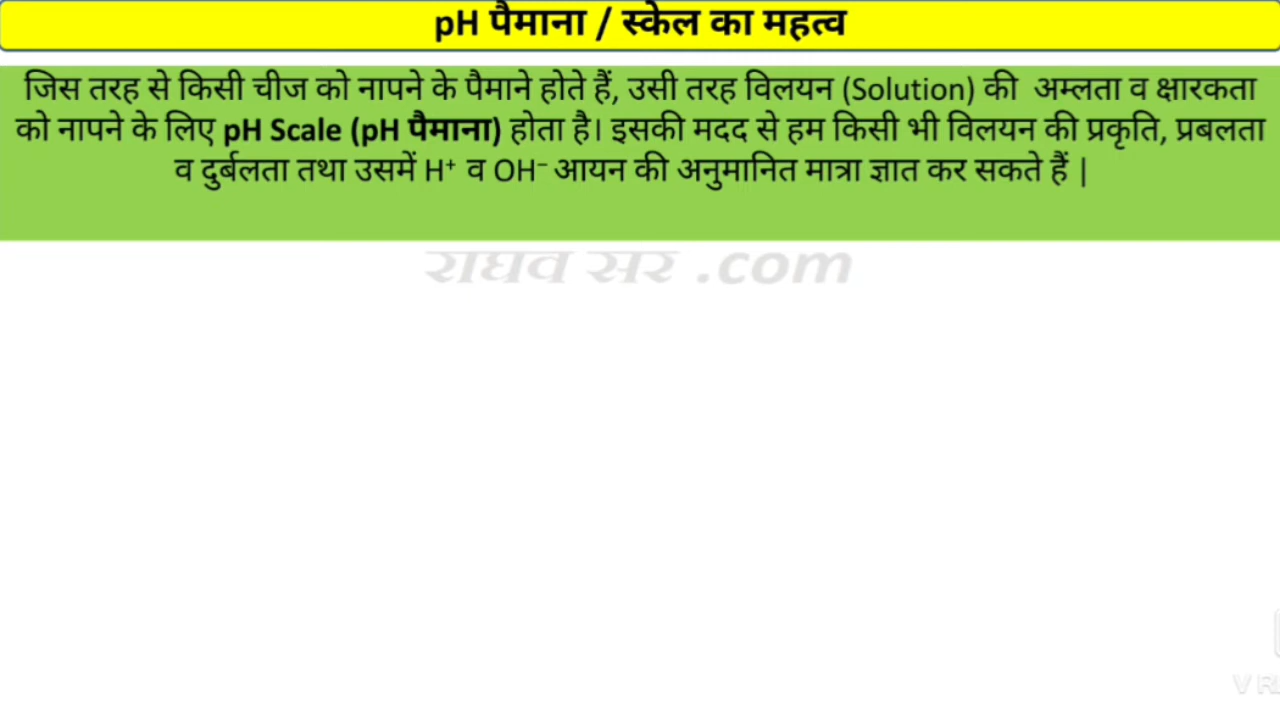 pH पैमाना / स्केल का महत्व
जिस तरह से किसी चीज को नापने के पैमाने होते हैं, उसी तरह विलयन (Solution) की अम्लता व क्षारकता
को नापने के लिए pH Scale (pH पैमाना) होता है। इसकी मदद से हम किसी भी विलयन की प्रकृति, प्रबलता
व दुर्बलता तथा उसमें H⁺ व OH⁻ आयन की अनुमानित मात्रा ज्ञात कर सकते हैं |
राघव सर .com